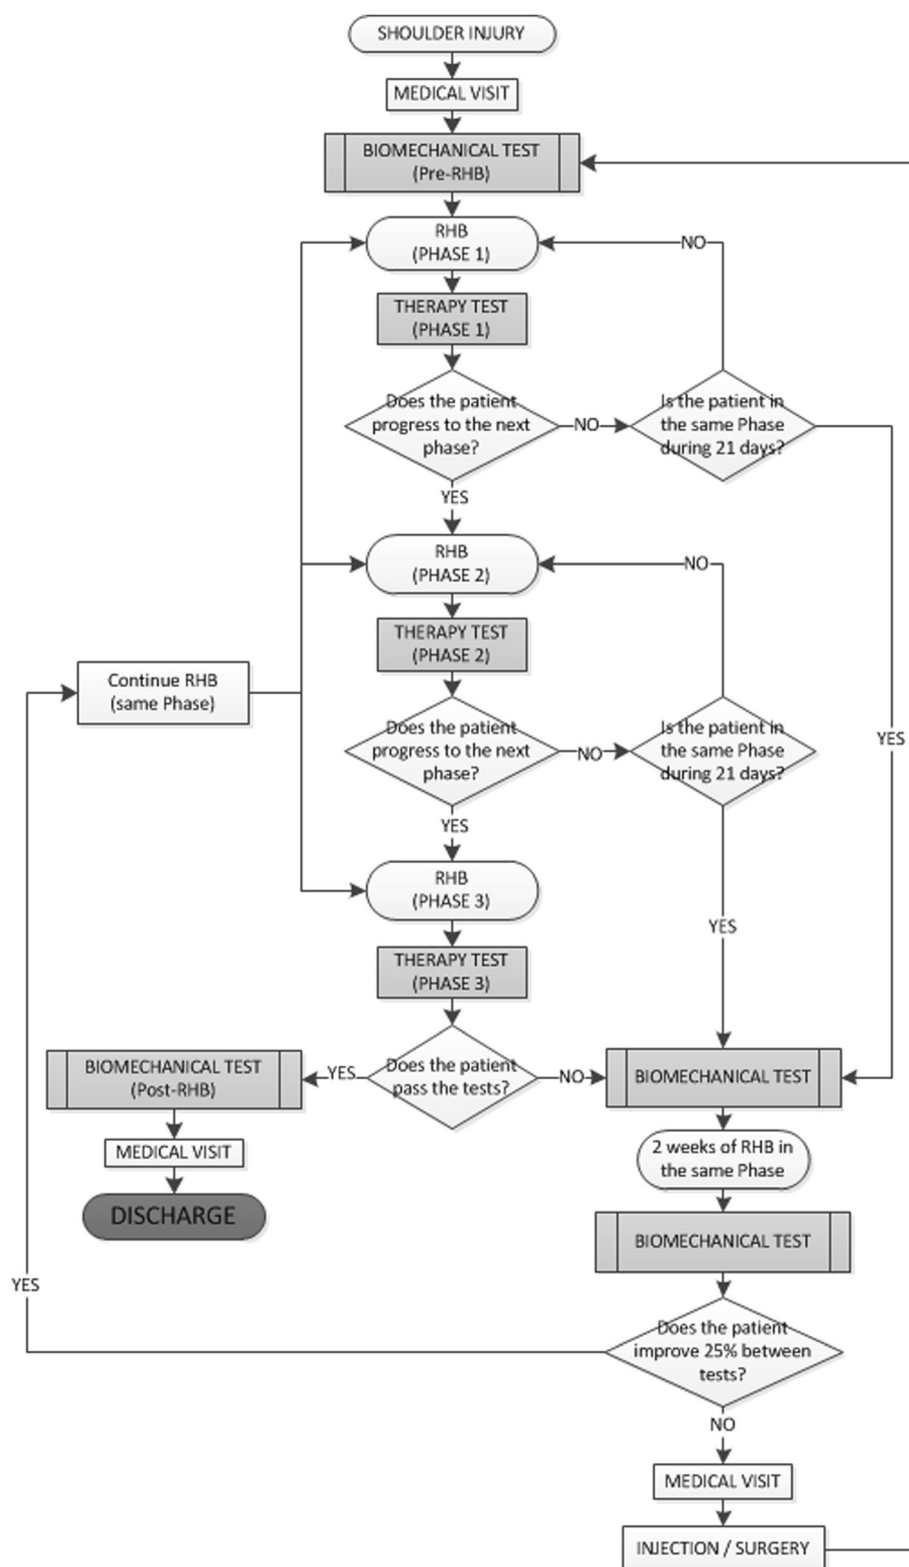 SHOULDER INJURY
MEDICAL VISIT
BIOMECHANICAL TEST
(Pre-RHB)
RHB
(PHASE 1)
NO
THERAPY TEST
(PHASE 1)
Does the patient
progress to the next
phase?
NO
Is the patient in
the same Phase
during 21 days?
YES
RHB
(PHASE 2)
NO
THERAPY TEST
(PHASE 2)
Continue RHB
(same Phase)
Does the patient
progress to the next
phase?
NO
Is the patient in
the same Phase
during 21 days?
YES
YES
RHB
(PHASE 3)
YES
THERAPY TEST
(PHASE 3)
BIOMECHANICAL TEST
(Post-RHB)
YES
Does the patient
pass the tests?
NO
BIOMECHANICAL TEST
MEDICAL VISIT
2 weeks of RHB in
the same Phase
DISCHARGE
BIOMECHANICAL TEST
YES
Does the patient
improve 25% between
tests?
NO
MEDICAL VISIT
INJECTION / SURGERY